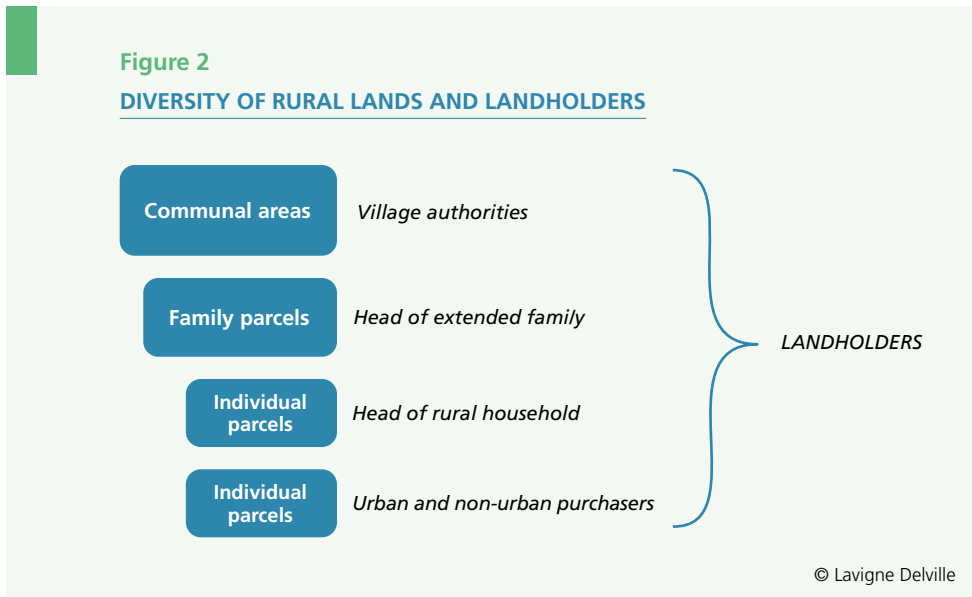 Figure 2
DIVERSITY OF RURAL LANDS AND LANDHOLDERS
Communal areas
Village authorities
Family parcels
Head of extended family
Individual
parcels
Head of rural household
Individual
parcels
Urban and non-urban purchasers
LANDHOLDERS
© Lavigne Delville